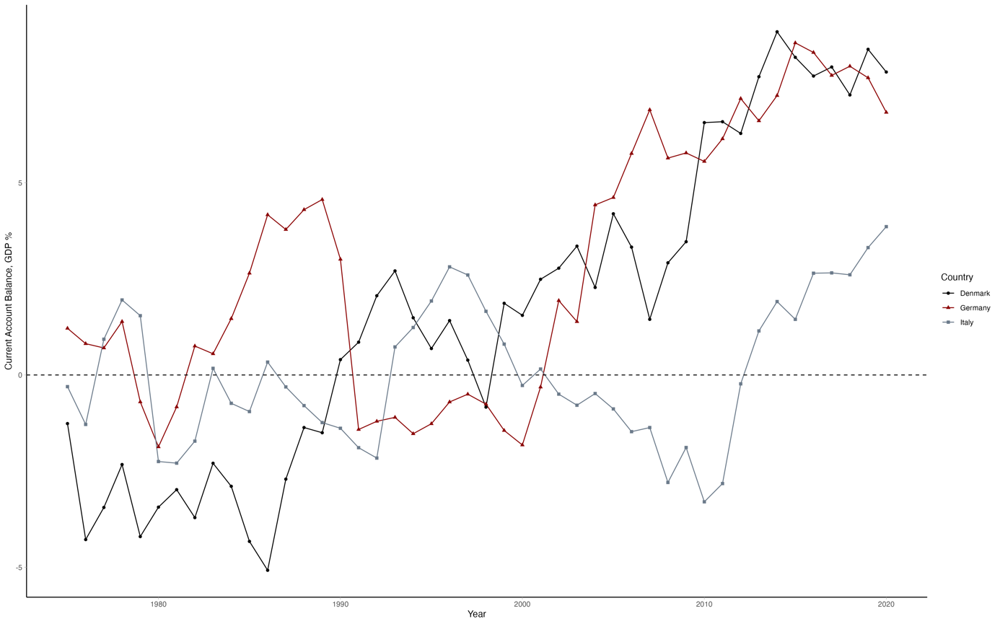 Current Account Balance, GDP %
5
0
-5
1980
1990
2000
2010
2020
Year
Country
Denmark
Germany
Italy